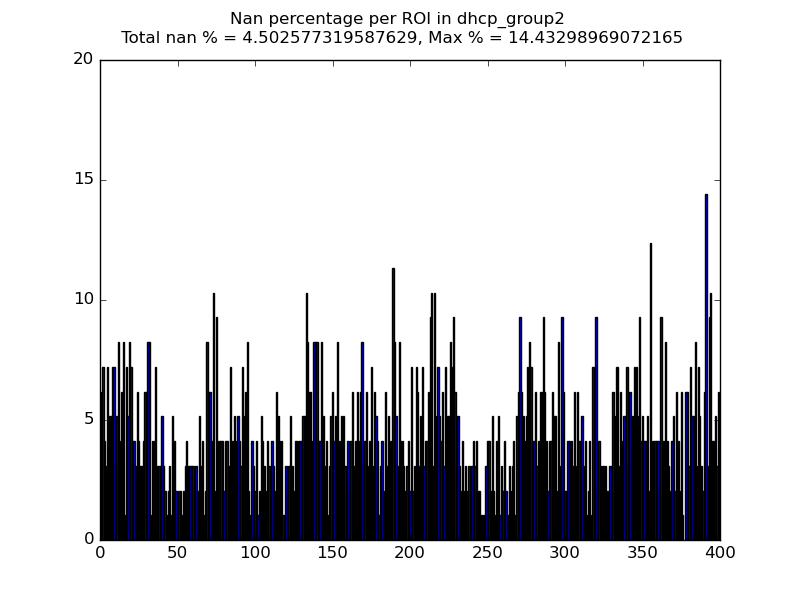 Nan percentage per ROI in dhcp_group2
Total nan % = 4.502577319587629, Max % = 14.43298969072165
20
15
10
5
0
0 50 100 150 200 250 300 350 400